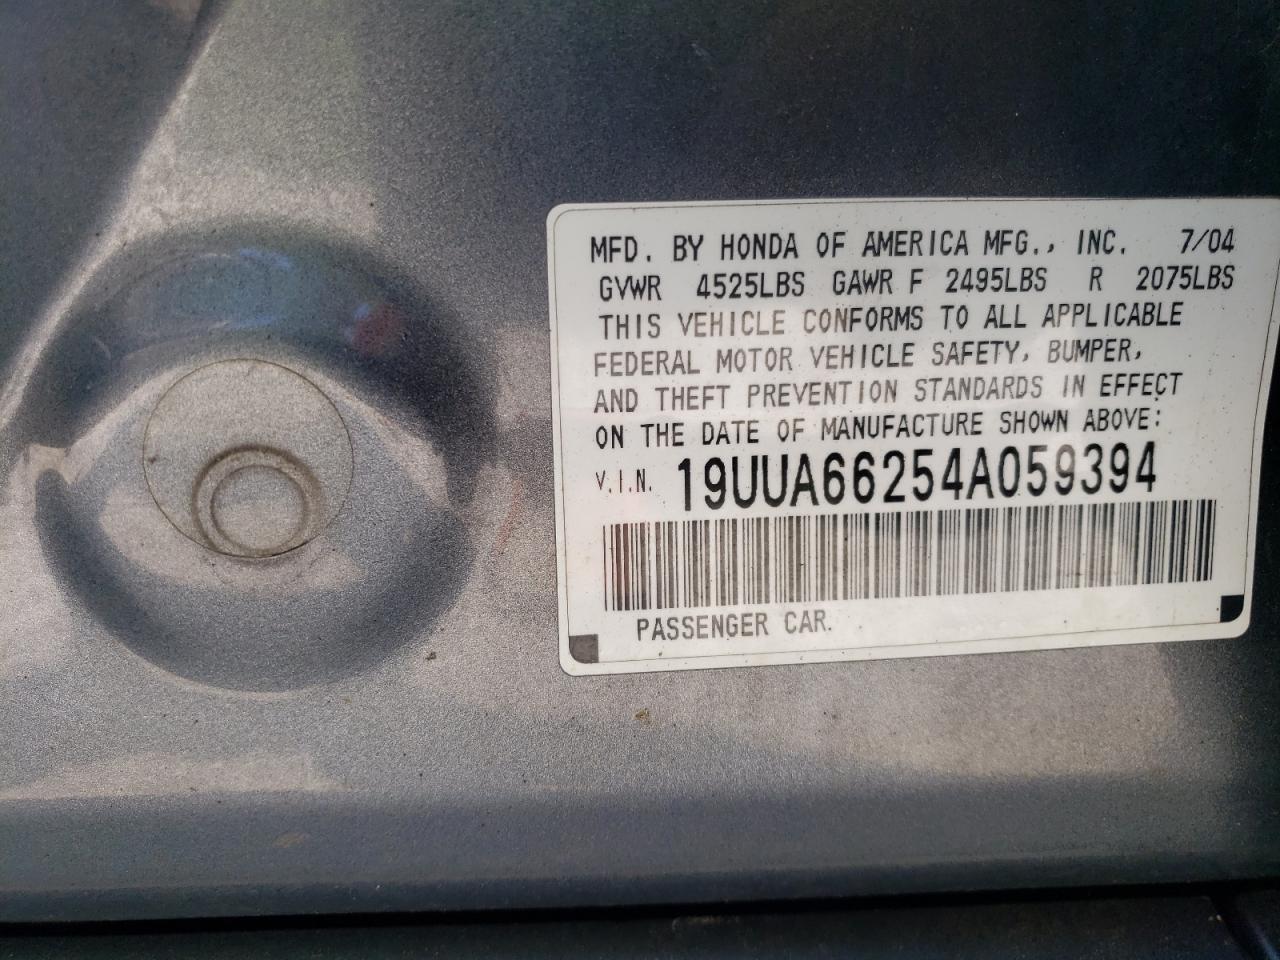 MFD. BY HONDA OF AMERICA MFG., INC. 7/04
GVWR 4525LBS GAWR F 2495LBS R 2075LBS
THIS VEHICLE CONFORMS TO ALL APPLICABLE
FEDERAL MOTOR VEHICLE SAFETY, BUMPER,
AND THEFT PREVENTION STANDARDS IN EFFECT
ON THE DATE OF MANUFACTURE SHOWN ABOVE:
V.I.N. 19UUA66254A059394
PASSENGER CAR.